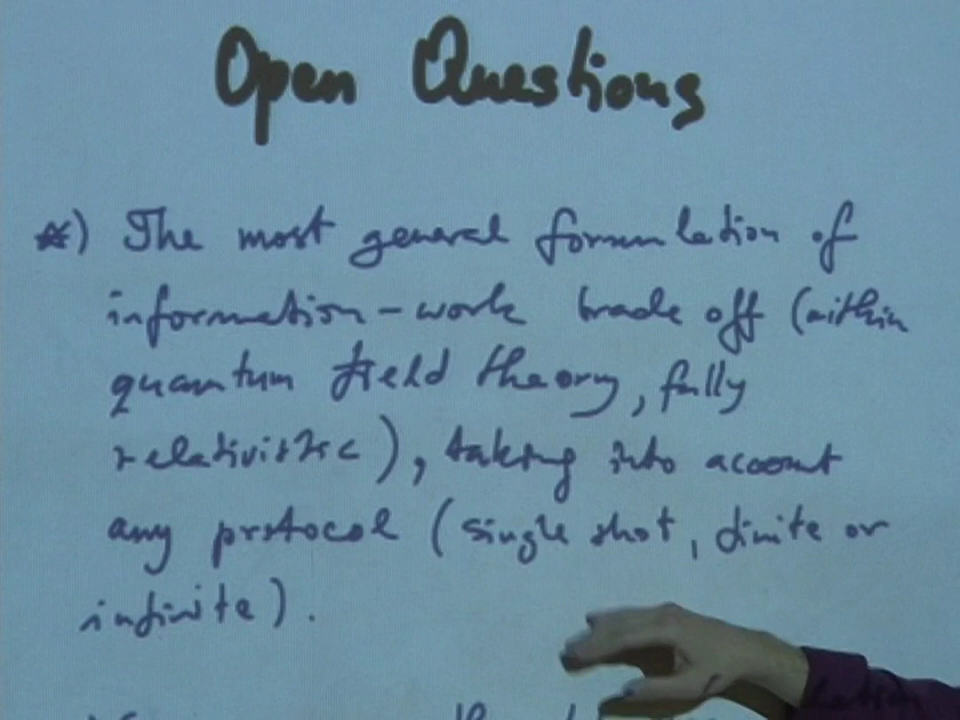 Open Questions
*) The most general formulation of
information-work trade off (within
quantum field theory, fully
relativistic), taking into acount
any protocol (single shot, finite or
infinite).